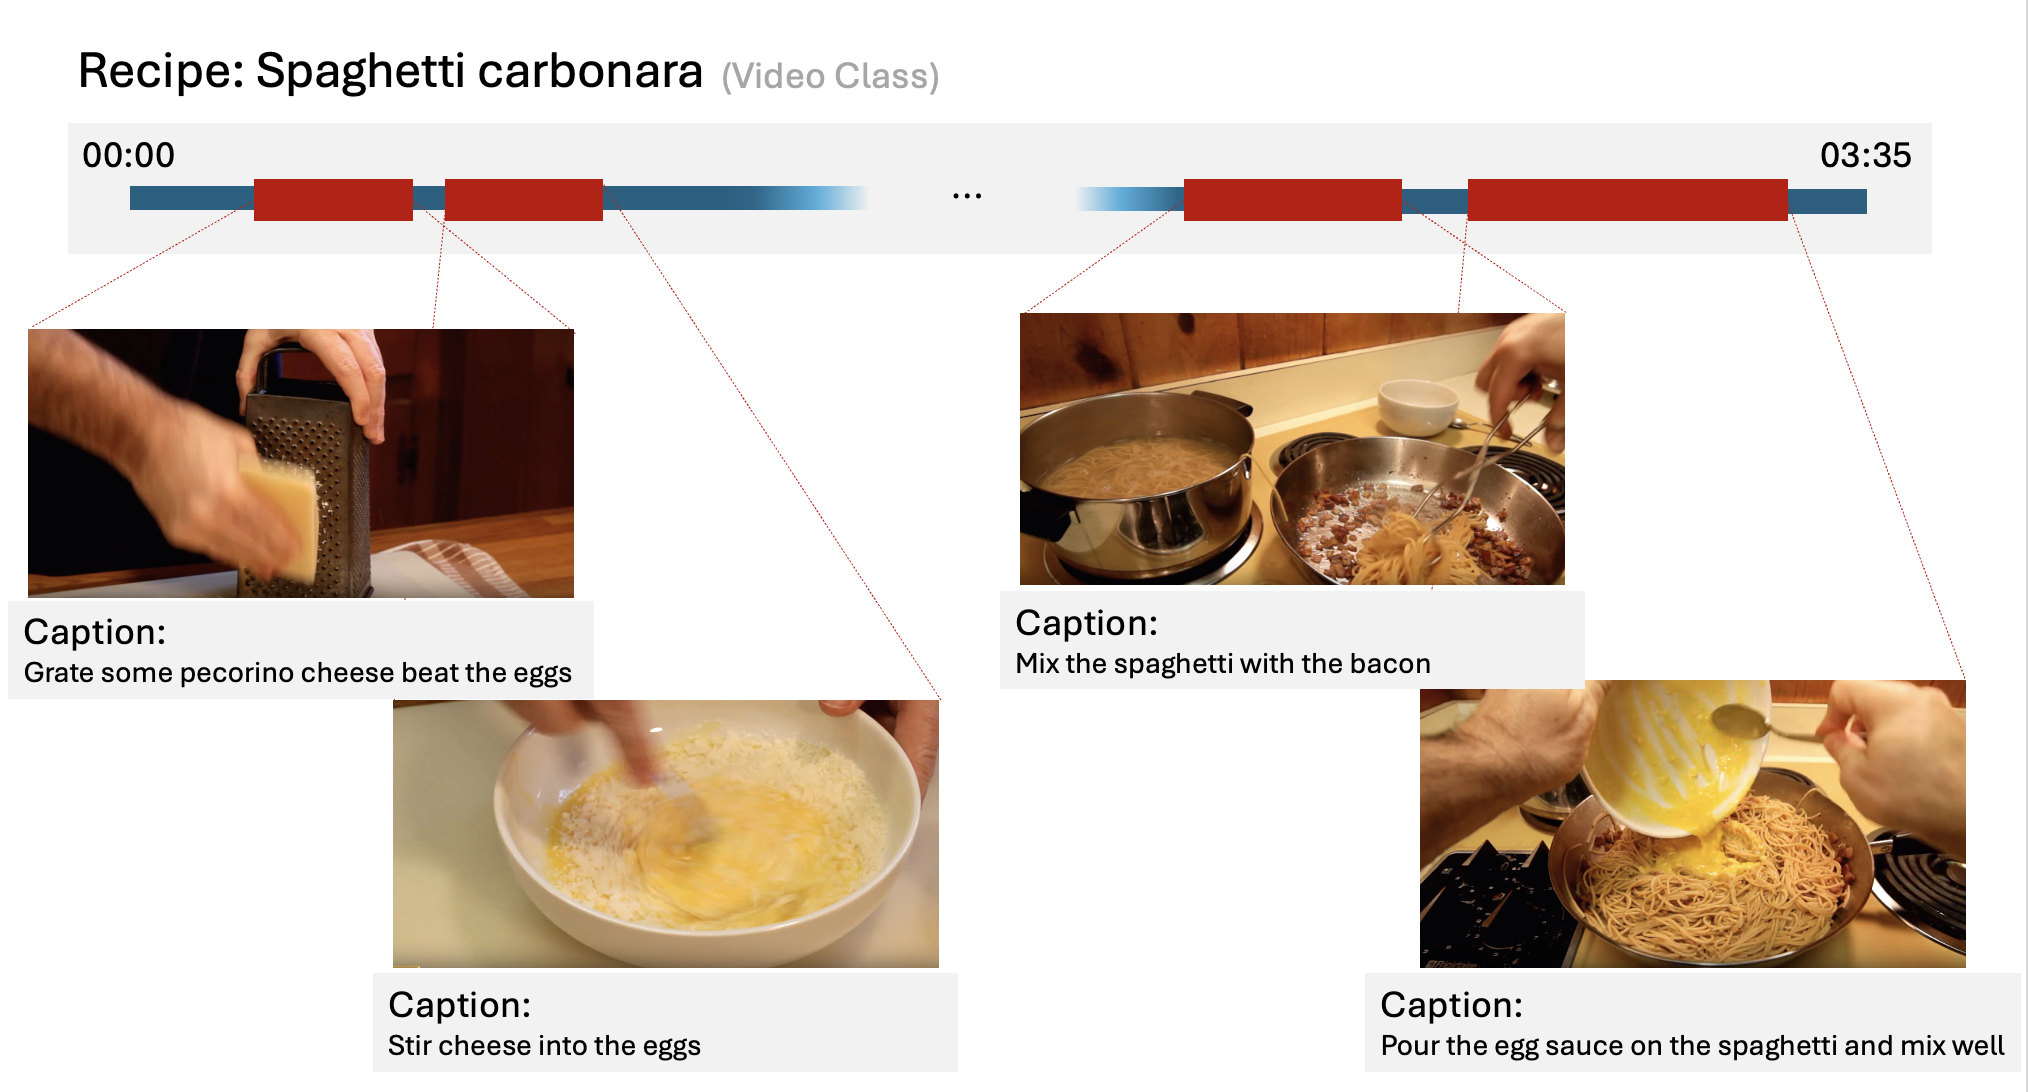 Recipe: Spaghetti carbonara (Video Class)
00:00
03:35
...
Caption:
Grate some pecorino cheese beat the eggs
Caption:
Stir cheese into the eggs
Caption:
Mix the spaghetti with the bacon
Caption:
Pour the egg sauce on the spaghetti and mix well
Frigidaire